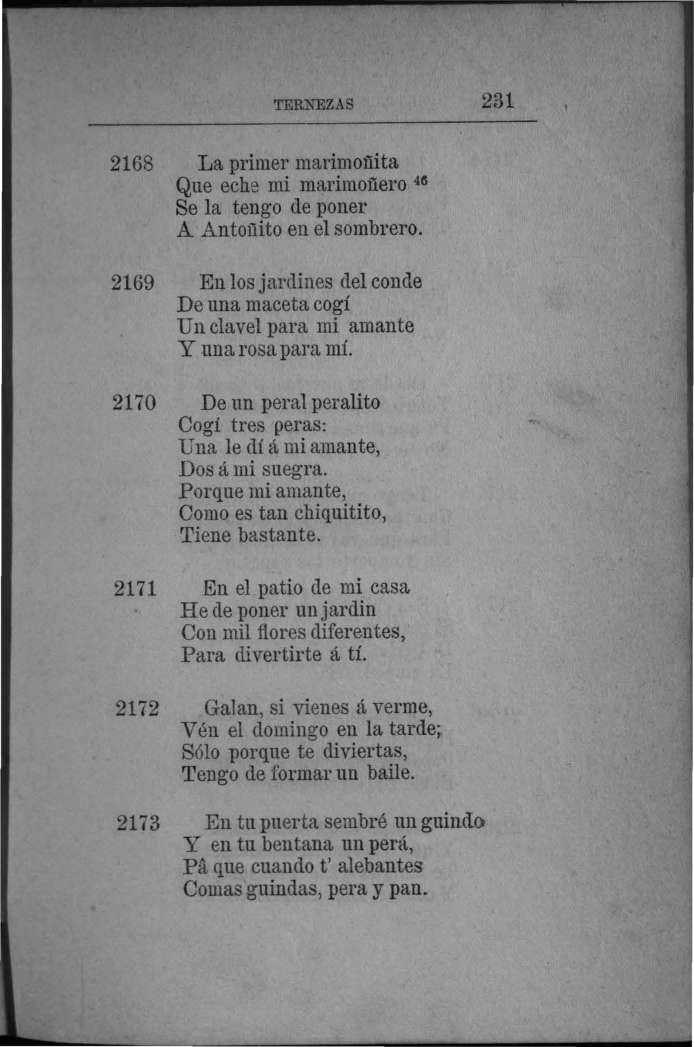 TERNEZAS 231
2168 La primer marimoñita
Que eche mi marimoñero 46
Se la tengo de poner
A Antoñito en el sombrero.
2169 En los jardines del conde
De una maceta cogí
Un clavel para mi amante
Y una rosa para mí.
2170 De un peral peralito
Cogí tres peras:
Una le dí á mi amante,
Dos á mi suegra.
Porque mi amante,
Como es tan chiquitito,
Tiene bastante.
2171 En el patio de mi casa
He de poner un jardin
Con mil flores diferentes,
Para divertirte á tí.
2172 Galan, si vienes á verme,
Vén el domingo en la tarde;
Sólo porque te diviertas,
Tengo de formar un baile.
2173 En tu puerta sembré un guindo
Y en tu bentana un perá,
Pâ que cuando t' alebantes
Comas guindas, pera y pan.